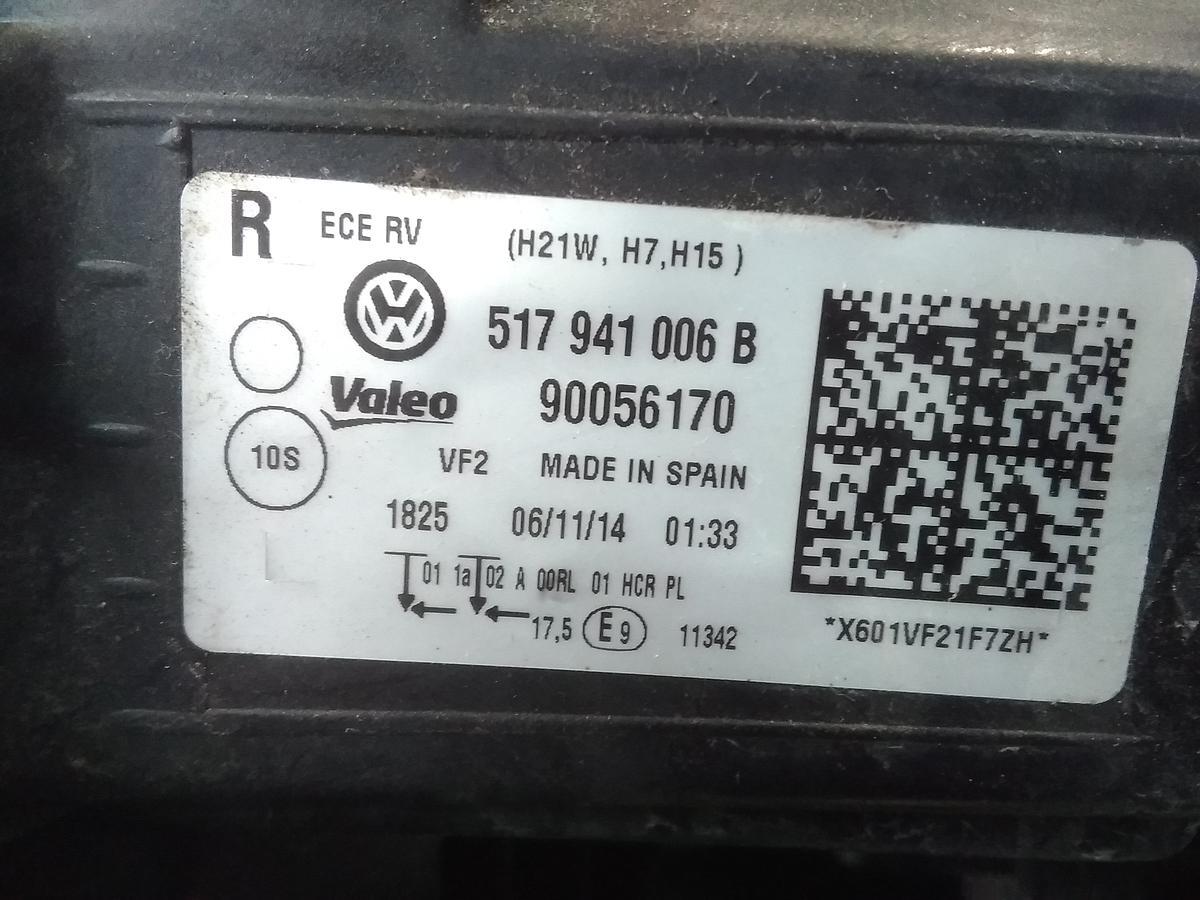 R ECE RV (H21W, H7,H15 )
517 941 006 B
Valeo 90056170
10S VF2 MADE IN SPAIN
1825 06/11/14 01:33
01 1a 02 A 00RL 01 HCR PL
17,5 E9 11342
*X601VF21F7ZH*